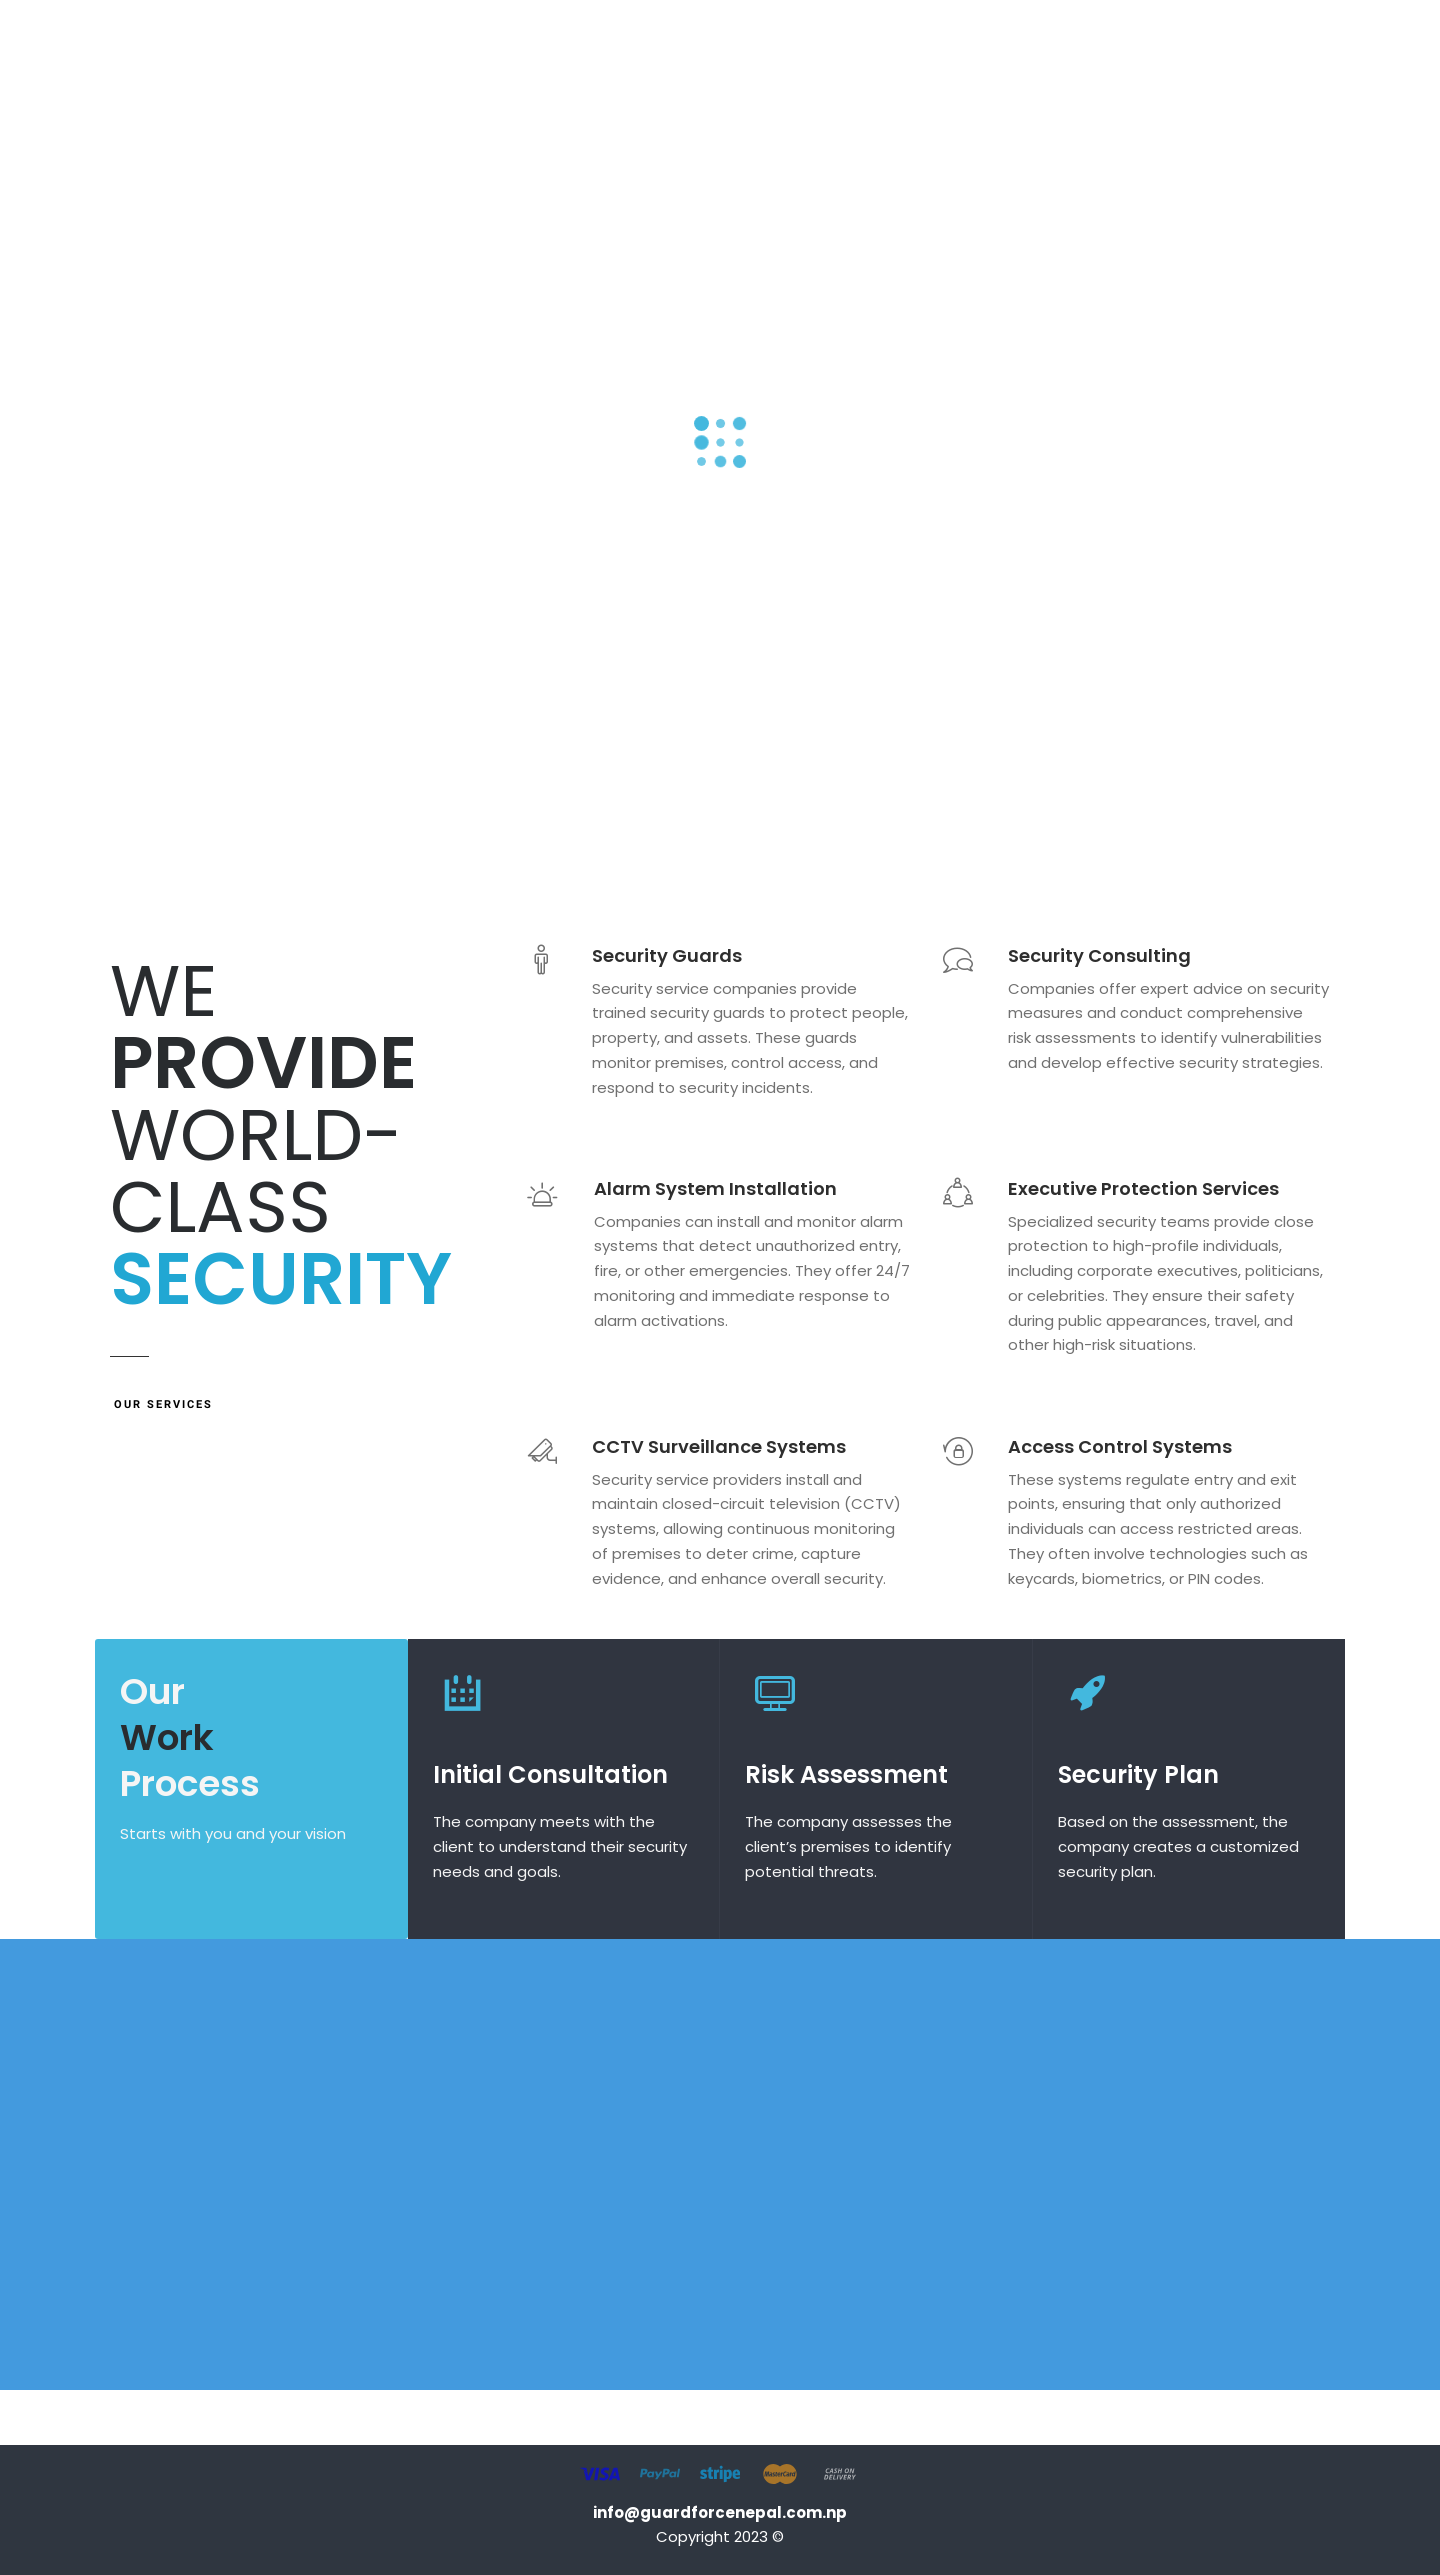 WE
PROVIDE
WORLD-
CLASS
SECURITY
OUR SERVICES
Security Guards
Security service companies provide
trained security guards to protect people,
property, and assets. These guards
monitor premises, control access, and
respond to security incidents.
Security Consulting
Companies offer expert advice on security
measures and conduct comprehensive
risk assessments to identify vulnerabilities
and develop effective security strategies.
Alarm System Installation
Companies can install and monitor alarm
systems that detect unauthorized entry,
fire, or other emergencies. They offer 24/7
monitoring and immediate response to
alarm activations.
Executive Protection Services
Specialized security teams provide close
protection to high-profile individuals,
including corporate executives, politicians,
or celebrities. They ensure their safety
during public appearances, travel, and
other high-risk situations.
CCTV Surveillance Systems
Security service providers install and
maintain closed-circuit television (CCTV)
systems, allowing continuous monitoring
of premises to deter crime, capture
evidence, and enhance overall security.
Access Control Systems
These systems regulate entry and exit
points, ensuring that only authorized
individuals can access restricted areas.
They often involve technologies such as
keycards, biometrics, or PIN codes.
Our
Work
Process
Starts with you and your vision
Initial Consultation
The company meets with the
client to understand their security
needs and goals.
Risk Assessment
The company assesses the
client’s premises to identify
potential threats.
Security Plan
Based on the assessment, the
company creates a customized
security plan.
VISA PayPal stripe MasterCard CASH ON
DELIVERY
info@guardforcenepal.com.np
Copyright 2023 ©